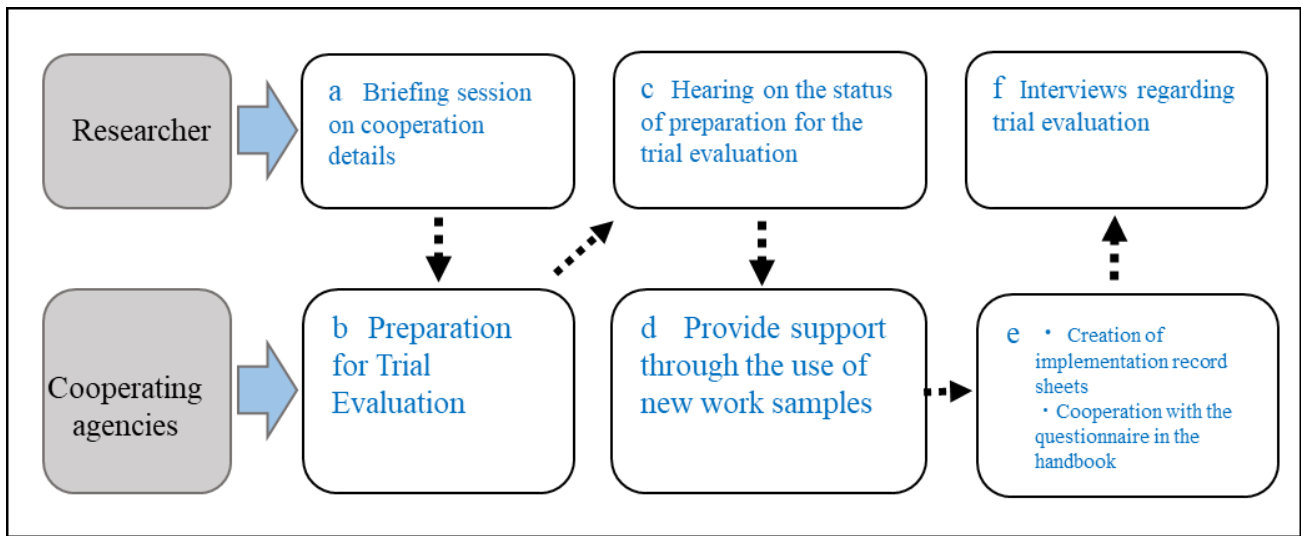 Researcher
a Briefing session
on cooperation
details
c Hearing on the status
of preparation for the
trial evaluation
f Interviews regarding
trial evaluation
Cooperating
agencies
b Preparation
for Trial
Evaluation
d Provide support
through the use of
new work samples
e ・ Creation of
implementation record
sheets
・Cooperation with the
questionnaire in the
handbook